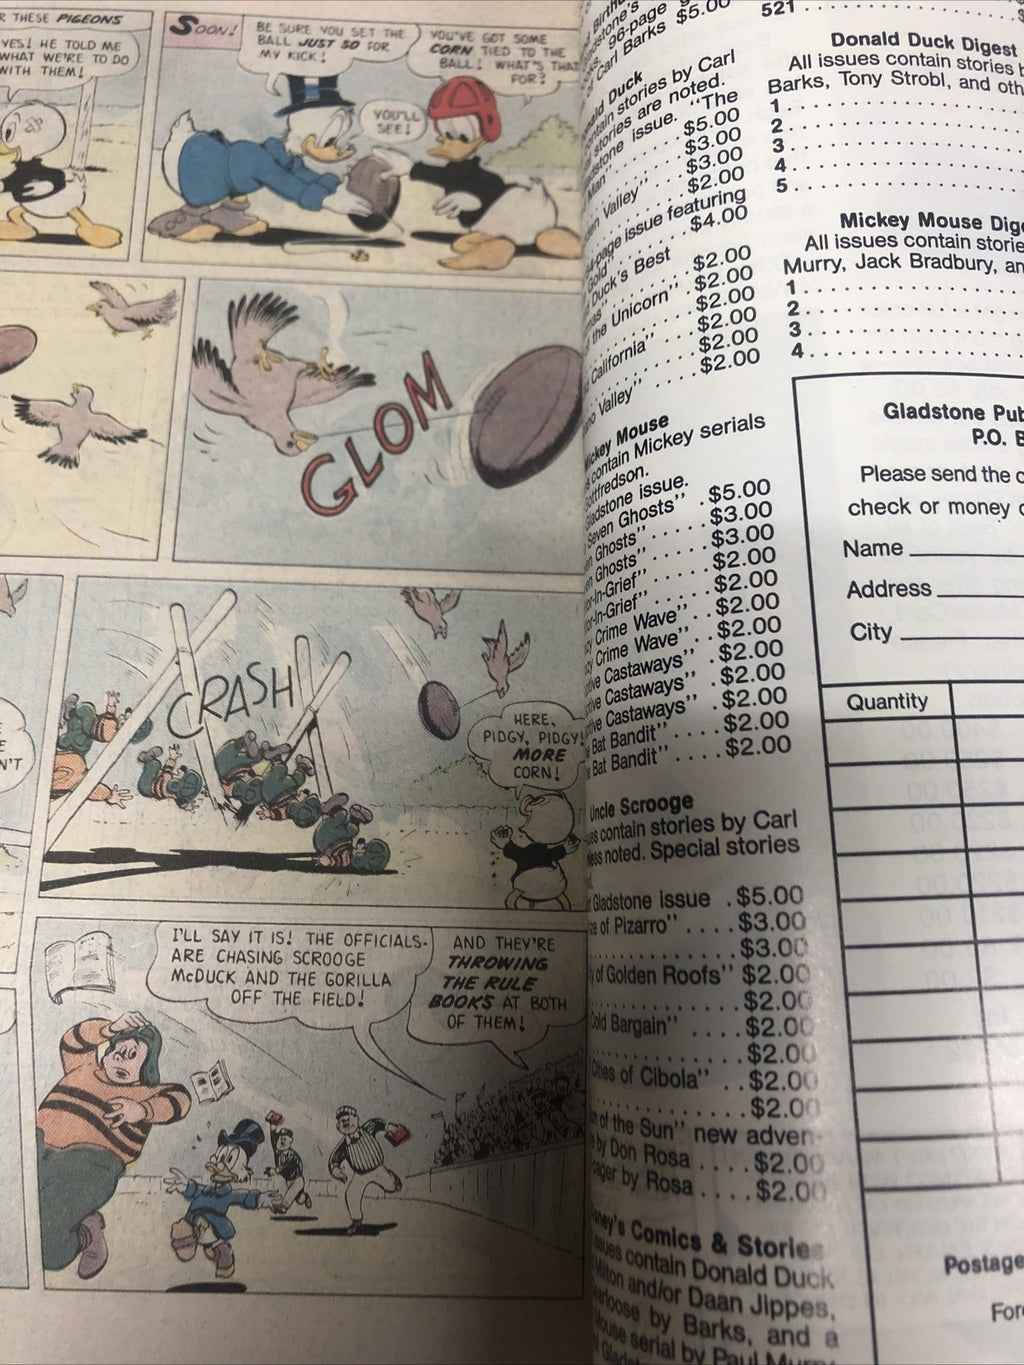 THESE PIGEONS
YES! HE TOLD ME
WHAT WE'RE TO DO
WITH THEM!
SOON!
BE SURE YOU SET THE
BALL JUST SO FOR
MY KICK!
YOU'VE GOT SOME
CORN TIED TO THE
BALL! WHAT'S THAT
FOR?
YOU'LL
SEE!
GLOM
CRASH
HERE,
PIDGY, PIDGY!
MORE
CORN!
I'LL SAY IT IS! THE OFFICIALS
ARE CHASING SCROOGE
McDUCK AND THE GORILLA
OFF THE FIELD!
AND THEY'RE
THROWING
THE RULE
BOOKS AT BOTH
OF THEM!
96-page
Carl Barks $5.00
Duck
contain stories by Carl
stories are noted.
issue. "The
$5.00
Man" $3.00
$3.00
Valley" $2.00
page issue featuring
Gold" $4.00
Duck's Best
$2.00
the Unicorn" . $2.00
$2.00
California" $2.00
$2.00
Valley" .... $2.00
Mickey Mouse
contain Mickey serials
Gottfredson.
Gladstone issue.
Seven Ghosts" . $5.00
Ghosts" ..... $3.00
Ghosts" ..... $3.00
-In-Grief" ..... $2.00
-In-Grief" ..... $2.00
Crime Wave" . . $2.00
Crime Wave" . . $2.00
Castaways" . $2.00
Castaways" . $2.00
Castaways" . $2.00
Bat Bandit" .... $2.00
Bat Bandit" .... $2.00
Uncle Scrooge
contain stories by Carl
noted. Special stories
Gladstone issue . $5.00
of Pizarro" ..... $3.00
$3.00
of Golden Roofs" $2.00
........... $2.00
Bargain" .... $2.00
........... $2.00
Cities of Cibola" . . $2.00
........... $2.00
of the Sun" new adven-
by Don Rosa .... $2.00
by Rosa .... $2.00
Comics & Stories
contain Donald Duck
and/or Daan Jippes,
by Barks, and a
serial by Paul Murry
521
Donald Duck Digest
All issues contain stories
Barks, Tony Strobl, and
1
2
3
4
5
Mickey Mouse
All issues contain
Murry, Jack Bradbury,
1
2
3
4
Gladstone
P.O.
Please send the
check or money
Name
Address
City
Quantity
Postage